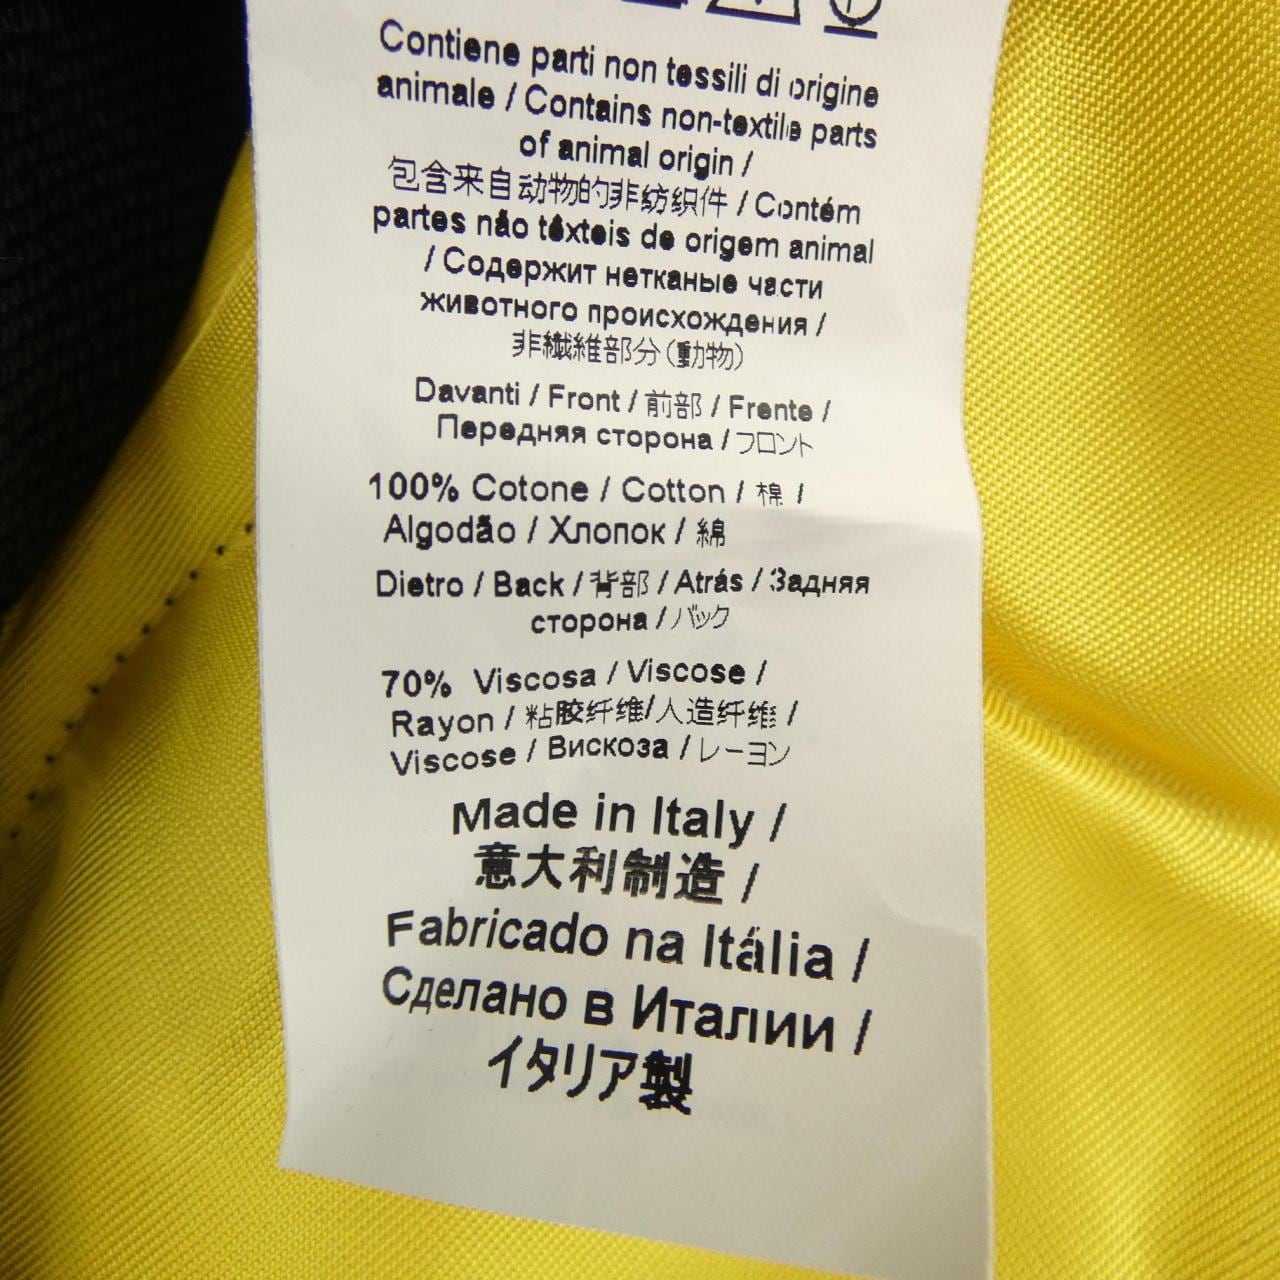 Contiene parti non tessili di origine
animale / Contains non-textile parts
of animal origin /
包含来自动物的非纺织件 / Contém
partes não têxteis de origem animal
/ Содержит нетканые части
животного происхождения /
非繊維部分(動物)
Davanti / Front / 前部 / Frente /
Передняя сторона / フロント
100% Cotone / Cotton / 棉 /
Algodão / Хлопок / 綿
Dietro / Back / 背部 / Atrás / Задняя
сторона / バック
70% Viscosa / Viscose /
Rayon / 粘胶纤维/人造纤维 /
Viscose / Вискоза / レーヨン
Made in Italy /
意大利制造 /
Fabricado na Itália /
Сделано в Италии /
イタリア製